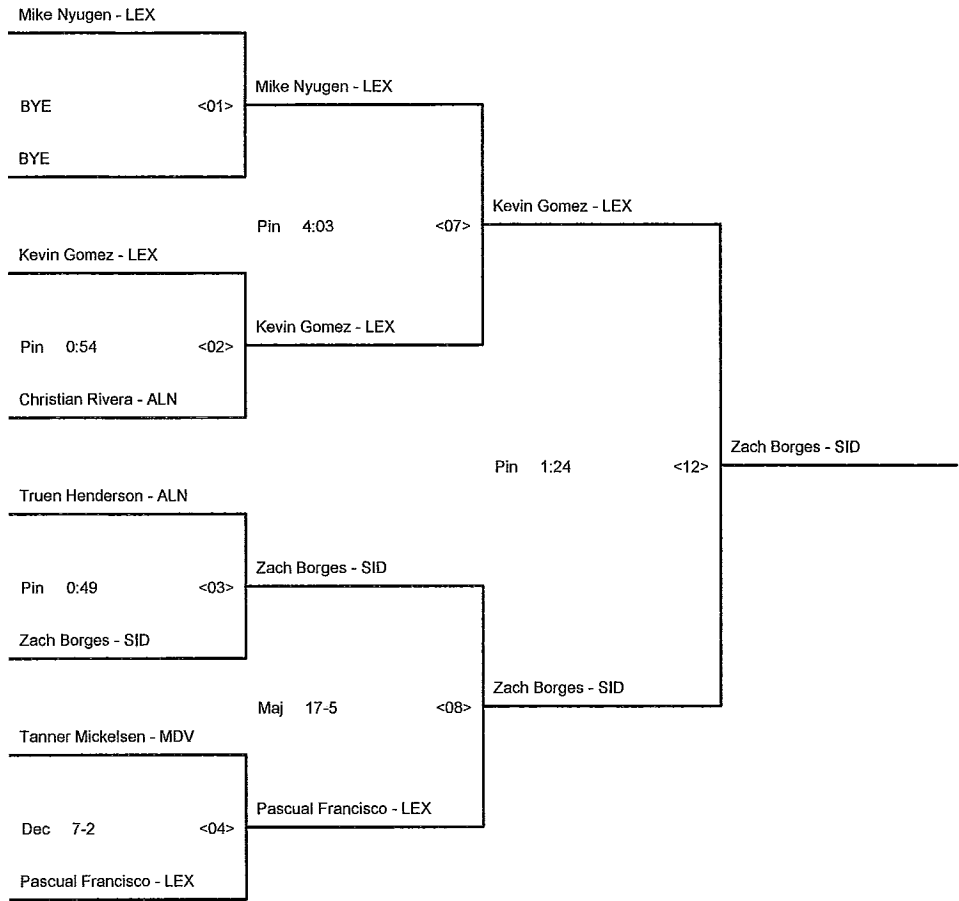 Mike Nyugen - LEX
Mike Nyugen - LEX
BYE <01>
BYE
Kevin Gomez - LEX
Pin 4:03 <07>
Kevin Gomez - LEX
Kevin Gomez - LEX
Pin 0:54 <02>
Christian Rivera - ALN
Zach Borges - SID
Pin 1:24 <12>
Truen Henderson - ALN
Zach Borges - SID
Pin 0:49 <03>
Zach Borges - SID
Zach Borges - SID
Maj 17-5 <08>
Tanner Mickelsen - MDV
Pascual Francisco - LEX
Dec 7-2 <04>
Pascual Francisco - LEX